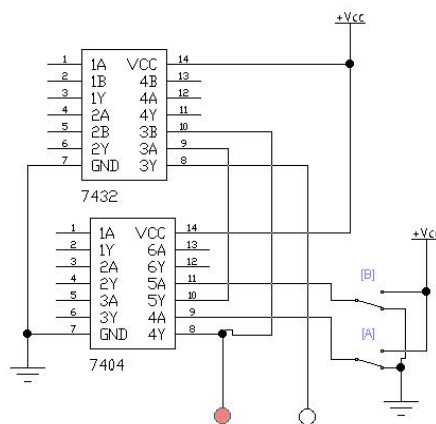 +Vcc
1 1A VCC 14
2 1B 4B 13
3 1Y 4A 12
4 2A 4Y 11
5 2B 3B 10
6 2Y 3A 9
7 GND 3Y 8
7432
1 1A VCC 14
2 1Y 6A 13
3 2A 6Y 12
4 2Y 5A 11
5 3A 5Y 10
6 3Y 4A 9
7 GND 4Y 8
7404
+Vc
[B]
[A]